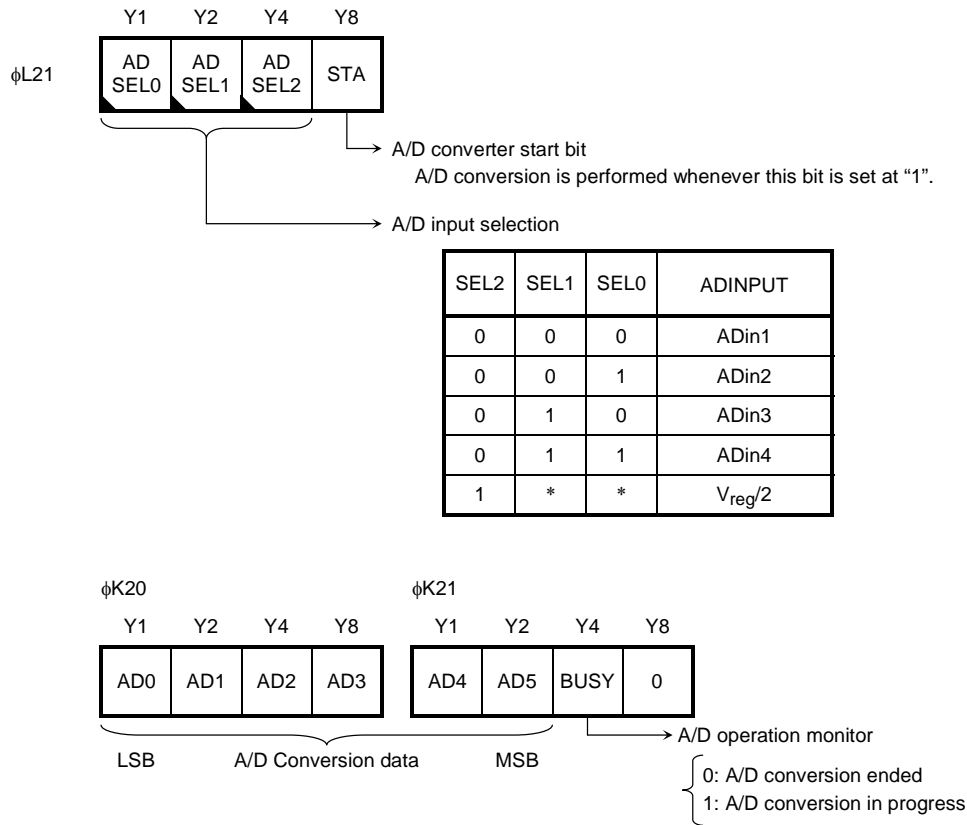 Y1 Y2 Y4 Y8
ϕL21
AD SEL0 AD SEL1 AD SEL2 STA
A/D converter start bit
A/D conversion is performed whenever this bit is set at “1”.
A/D input selection
SEL2 SEL1 SEL0 ADINPUT
0 0 0 ADin1
0 0 1 ADin2
0 1 0 ADin3
0 1 1 ADin4
1 * * Vreg/2
ϕK20 ϕK21
Y1 Y2 Y4 Y8 Y1 Y2 Y4 Y8
AD0 AD1 AD2 AD3 AD4 AD5 BUSY 0
A/D operation monitor
LSB A/D Conversion data MSB
0: A/D conversion ended
1: A/D conversion in progress